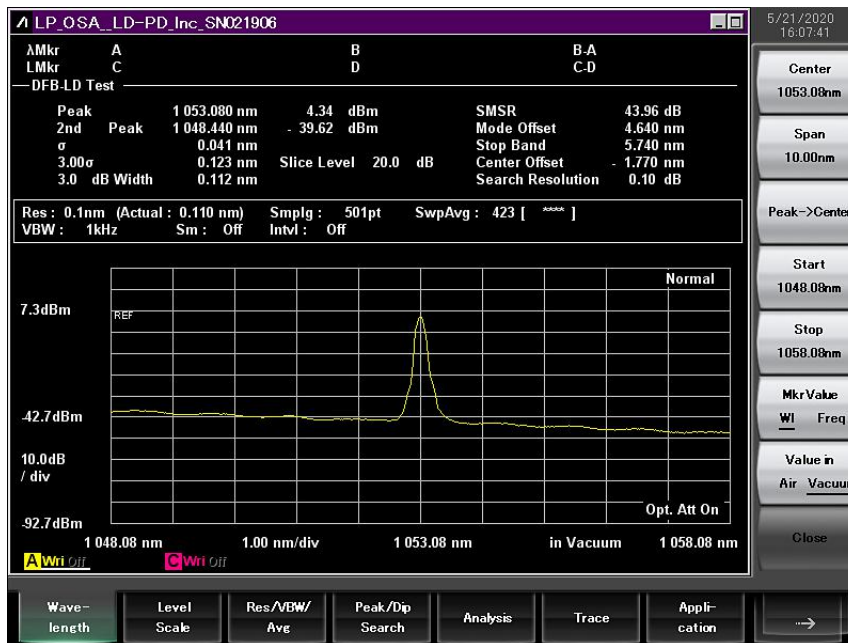 LP_OSA__LD-PD_Inc_SN021906
5/21/2020
16:07:41
λMkr A B B-A
LMkr C D C-D
DFB-LD Test
Peak 1 053.080 nm 4.34 dBm SMSR 43.96 dB
2nd Peak 1 048.440 nm - 39.62 dBm Mode Offset 4.640 nm
σ 0.041 nm Stop Band 5.740 nm
3.00σ 0.123 nm Slice Level 20.0 dB Center Offset - 1.770 nm
3.0 dB Width 0.112 nm Search Resolution 0.10 dB
Res : 0.1nm (Actual : 0.110 nm) Smplg : 501pt SwpAvg : 423 [ **** ]
VBW : 1kHz Sm : Off Intvl : Off
Normal
7.3dBm
REF
-42.7dBm
10.0dB
/ div
Opt. Att On
-92.7dBm
1 048.08 nm 1.00 nm/div 1 053.08 nm in Vacuum 1 058.08 nm
A Wri Off C Wri Off
Center
1053.08nm
Span
10.00nm
Peak->Center
Start
1048.08nm
Stop
1058.08nm
MkrValue
Wl Freq
Value in
Air Vacuu
Close
Wave-
length
Level
Scale
Res/VBW/
Avg
Peak/Dip
Search
Analysis
Trace
Appli-
cation